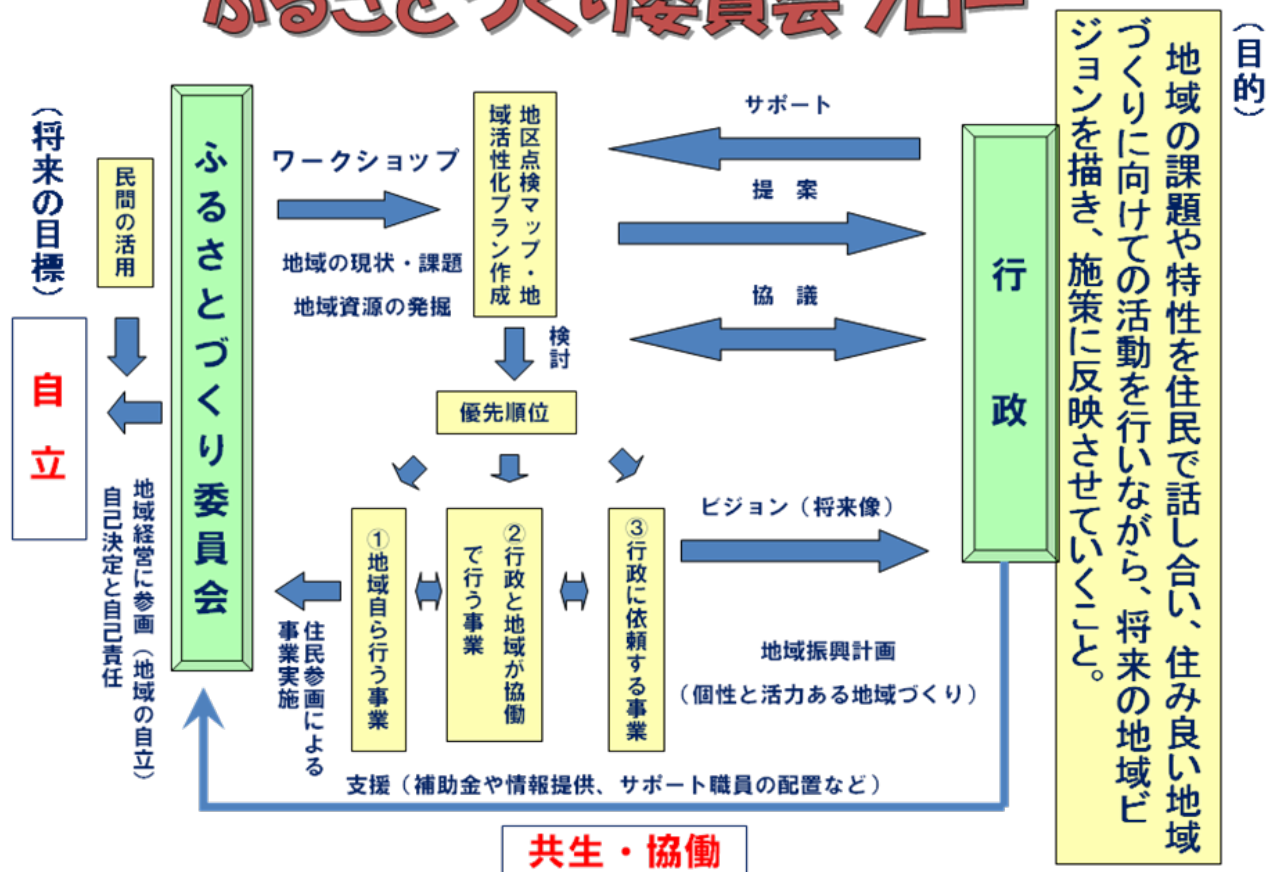 ふるさとづくり委員会フロー
（目的）
地域の課題や特性を住民で話し合い、住み良い地域
づくりに向けての活動を行いながら、将来の地域ビ
ジョンを描き、施策に反映させていくこと。
行政
サポート
提案
協議
ビジョン（将来像）
地域振興計画
（個性と活力ある地域づくり）
地区点検マップ・地
域活性化プラン作成
検討
優先順位
①地域自ら行う事業
②行政と地域が協働
で行う事業
③行政に依頼する事業
ワークショップ
地域の現状・課題
地域資源の発掘
住民参画による
事業実施
ふるさとづくり委員会
民間の活用
（将来の目標）
自立
地域経営に参画（地域の自立）
自己決定と自己責任
支援（補助金や情報提供、サポート職員の配置など）
共生・協働